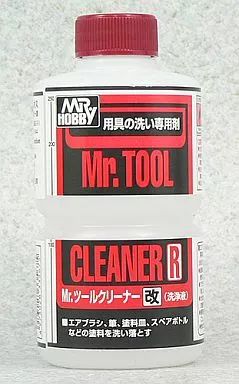 MR
HOBBY
用具の洗い専用剤
Mr.TOOL
CLEANER R
Mr.ツールクリーナー改(洗浄液)
■エアブラシ、筆、塗料皿、スペアボトル
などの塗料を洗い落とす